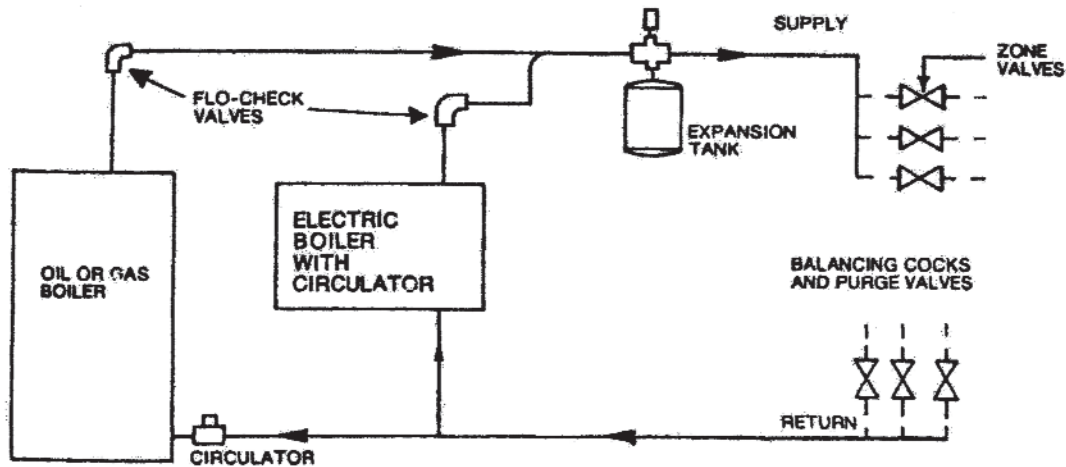 SUPPLY
ZONE
VALVES
FLO-CHECK
VALVES
EXPANSION
TANK
ELECTRIC
BOILER
WITH
CIRCULATOR
OIL OR GAS
BOILER
BALANCING COCKS
AND PURGE VALVES
RETURN
CIRCULATOR